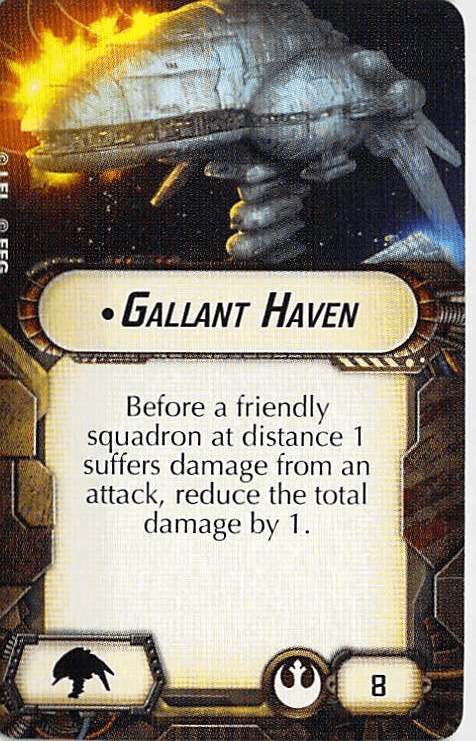 © LFL © FFG
• GALLANT HAVEN
Before a friendly
squadron at distance 1
suffers damage from an
attack, reduce the total
damage by 1.
8